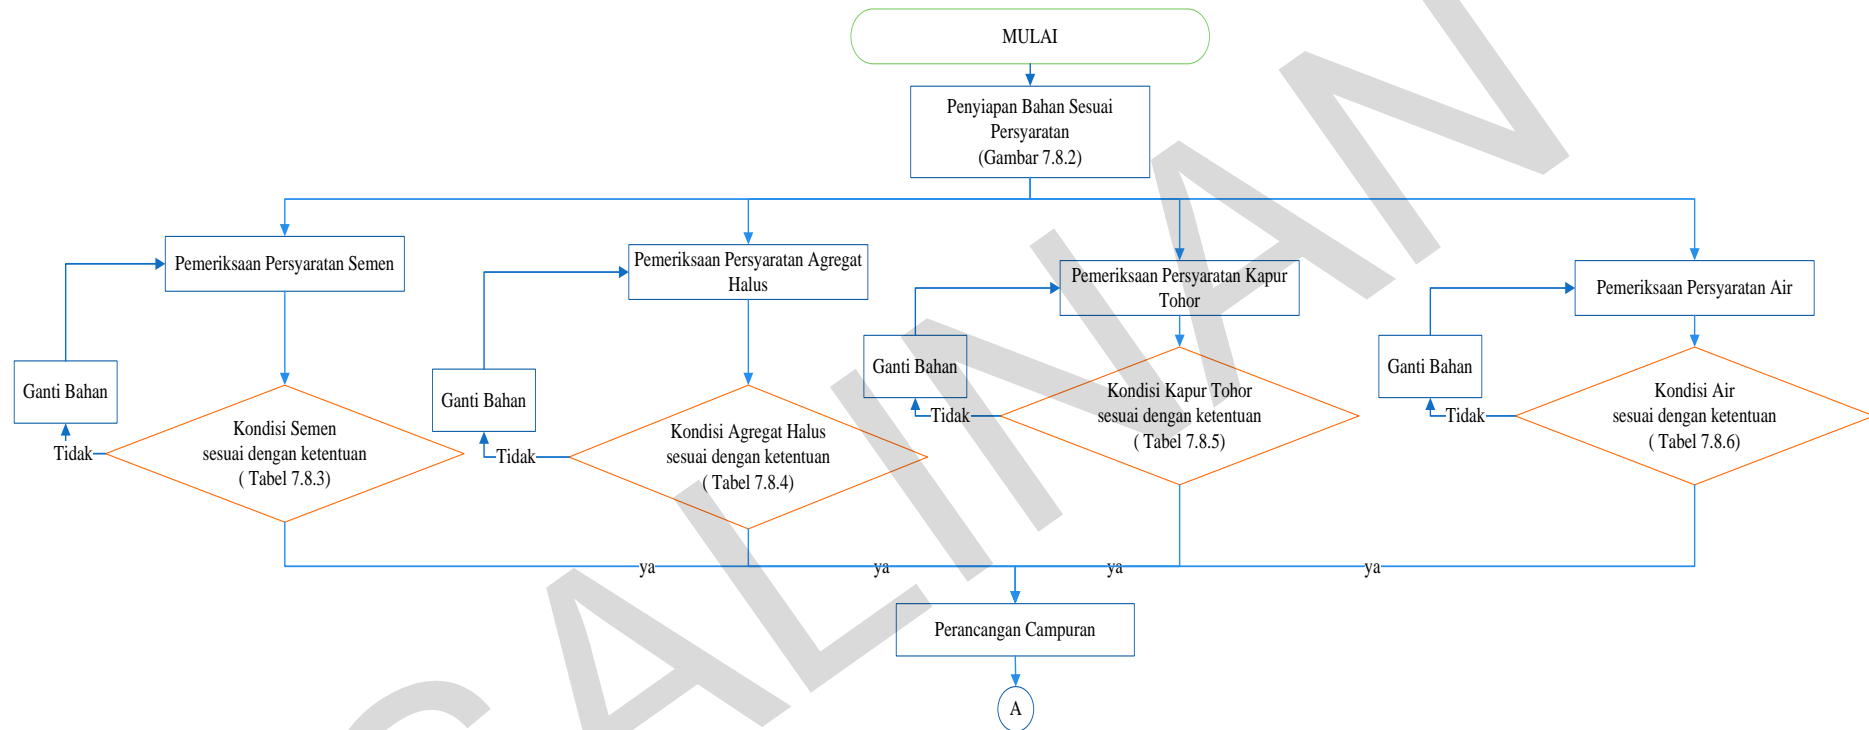 MULAI
Penyiapan Bahan Sesuai
Persyaratan
(Gambar 7.8.2)
Pemeriksaan Persyaratan Semen
Pemeriksaan Persyaratan Agregat
Halus
Pemeriksaan Persyaratan Kapur
Tohor
Pemeriksaan Persyaratan Air
Ganti Bahan
Ganti Bahan
Ganti Bahan
Ganti Bahan
Kondisi Semen
sesuai dengan ketentuan
( Tabel 7.8.3)
Tidak
Kondisi Agregat Halus
sesuai dengan ketentuan
( Tabel 7.8.4)
Tidak
Kondisi Kapur Tohor
sesuai dengan ketentuan
( Tabel 7.8.5)
Tidak
Kondisi Air
sesuai dengan ketentuan
( Tabel 7.8.6)
Tidak
ya
ya
ya
ya
Perancangan Campuran
A
SALINAN